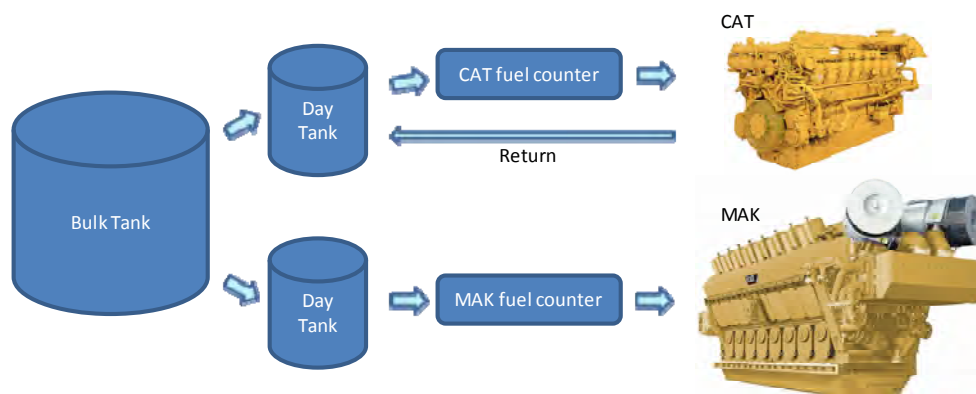 CAT
Day
Tank
CAT fuel counter
Return
Bulk Tank
MAK
Day
Tank
MAK fuel counter